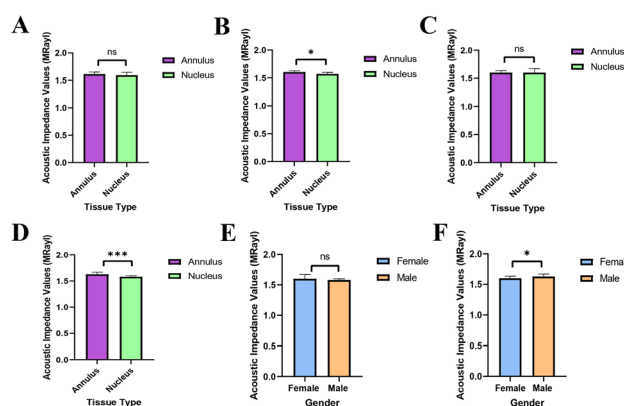 A
Acoustic Impedance Values (MRayl)
2.0
1.5
1.0
0.5
0.0
ns
Annulus
Nucleus
Tissue Type
Annulus
Nucleus
B
Acoustic Impedance Values (MRayl)
2.0
1.5
1.0
0.5
0.0
*
Annulus
Nucleus
Tissue Type
Annulus
Nucleus
C
Acoustic Impedance Values (MRayl)
2.0
1.5
1.0
0.5
0.0
ns
Annulus
Nucleus
Tissue Type
Annulus
Nucleus
D
Acoustic Impedance Values (MRayl)
2.0
1.5
1.0
0.5
0.0
***
Annulus
Nucleus
Tissue Type
Annulus
Nucleus
E
Acoustic Impedance Values (MRayl)
2.0
1.5
1.0
0.5
0.0
ns
Female Male
Gender
Female
Male
F
Acoustic Impedance Values (MRayl)
2.0
1.5
1.0
0.5
0.0
*
Female Male
Gender
Fema
Male